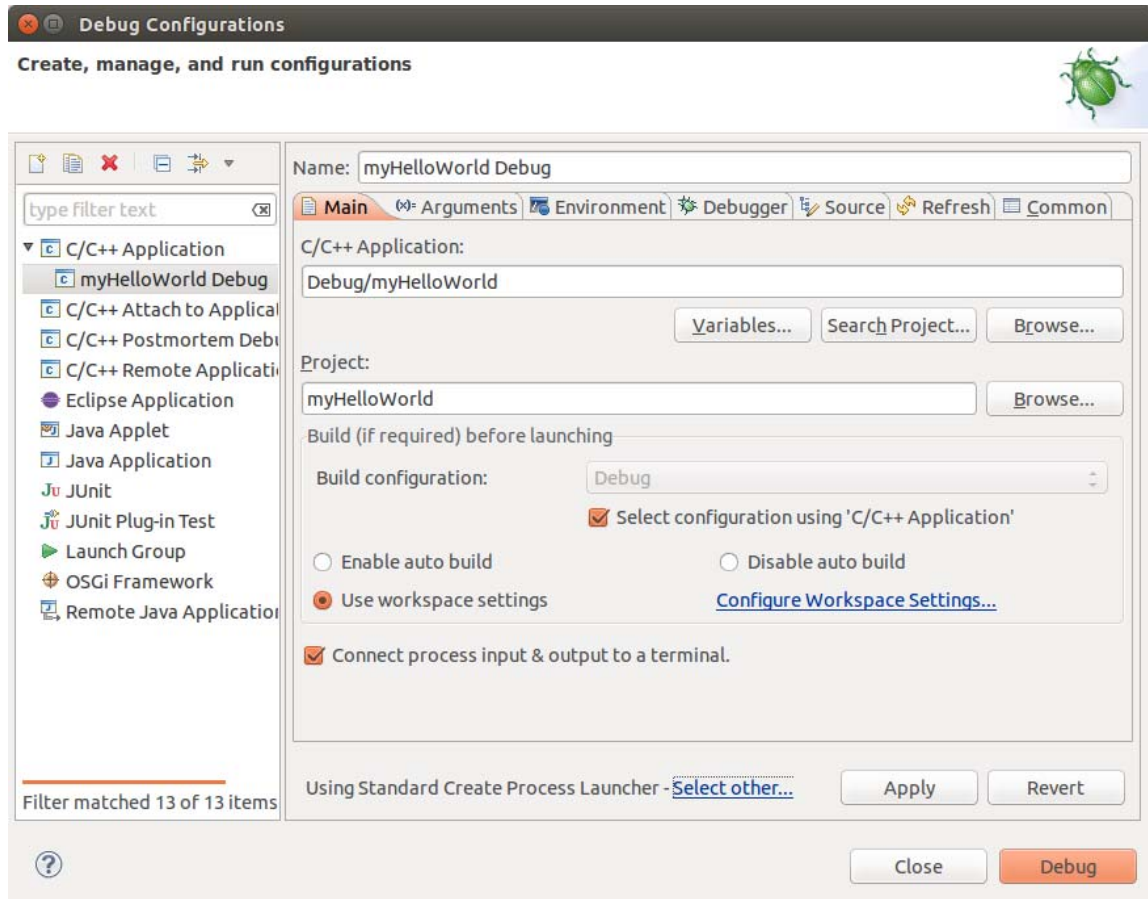 Debug Configurations
Create, manage, and run configurations
type filter text
C/C++ Application
myHelloWorld Debug
C/C++ Attach to Applicat
C/C++ Postmortem Debu
C/C++ Remote Applicati
Eclipse Application
Java Applet
Java Application
JUnit
JUnit Plug-in Test
Launch Group
OSGi Framework
Remote Java Application
Filter matched 13 of 13 items
Name: myHelloWorld Debug
Main Arguments Environment Debugger Source Refresh Common
C/C++ Application:
Debug/myHelloWorld
Variables... Search Project... Browse...
Project:
myHelloWorld Browse...
Build (if required) before launching
Build configuration: Debug
Select configuration using 'C/C++ Application'
Enable auto build Disable auto build
Use workspace settings Configure Workspace Settings...
Connect process input & output to a terminal.
Using Standard Create Process Launcher - Select other... Apply Revert
Close Debug